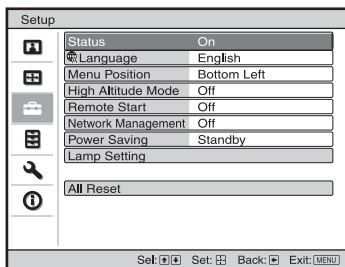 Setup
Status On
Language English
Menu Position Bottom Left
High Altitude Mode Off
Remote Start Off
Network Management Off
Power Saving Standby
Lamp Setting
All Reset
Sel: Set: Back: Exit: MENU